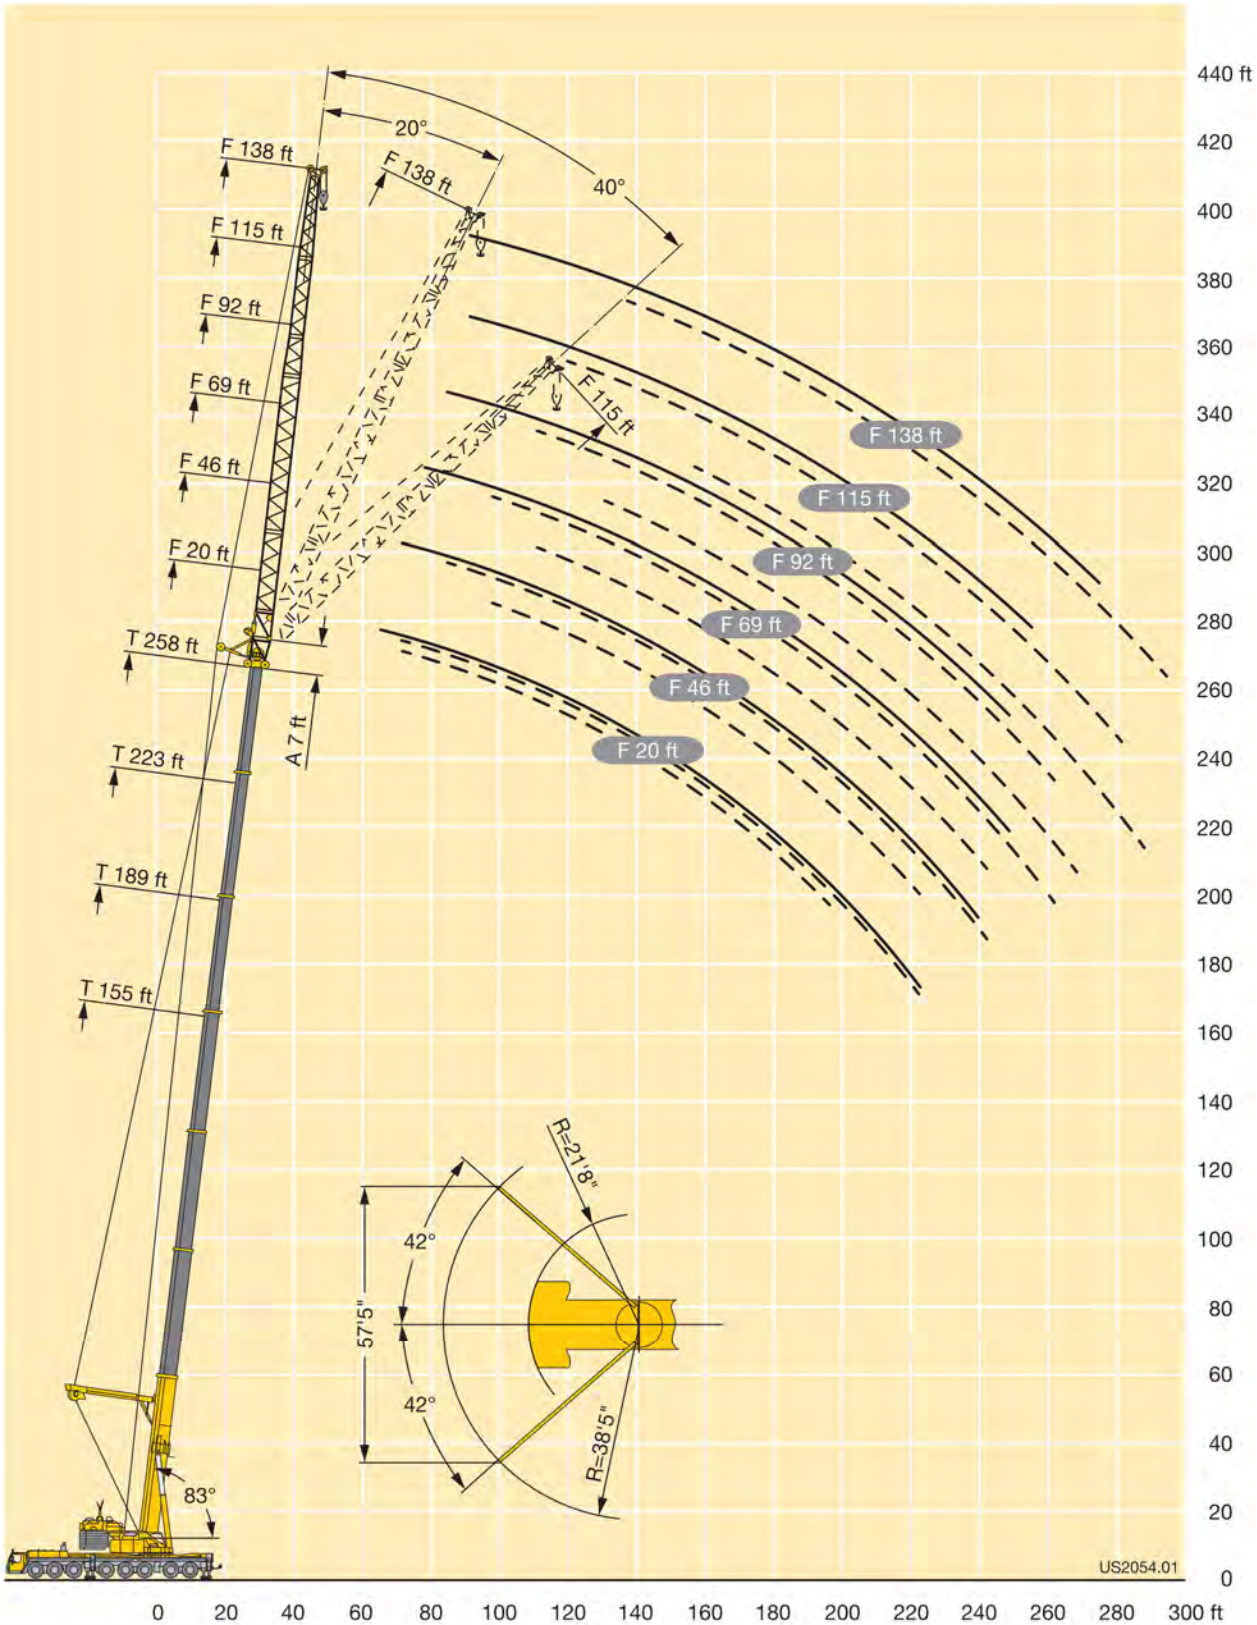 440 ft
420
400
380
360
340
320
300
280
260
240
220
200
180
160
140
120
100
80
60
40
20
0
20°
40°
F 138 ft
F 138 ft
F 115 ft
F 92 ft
F 69 ft
F 46 ft
F 20 ft
T 258 ft
A 7 ft
T 223 ft
T 189 ft
T 155 ft
F 115 ft
F 138 ft
F 115 ft
F 92 ft
F 69 ft
F 46 ft
F 20 ft
R=21'8"
42°
57'5"
42°
R=38'5"
83°
US2054.01
0 20 40 60 80 100 120 140 160 180 200 220 240 260 280 300 ft